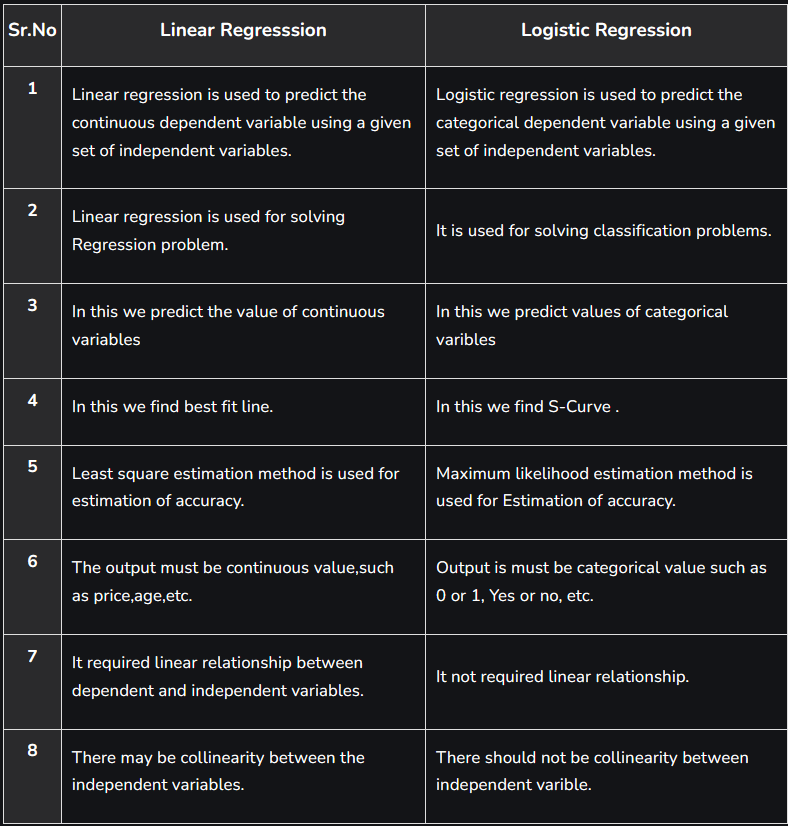 Sr.No Linear Regresssion Logistic Regression
1
Linear regression is used to predict the
continuous dependent variable using a given
set of independent variables.
Logistic regression is used to predict the
categorical dependent variable using a given
set of independent variables.
2
Linear regression is used for solving
Regression problem.
It is used for solving classification problems.
3
In this we predict the value of continuous
variables
In this we predict values of categorical
varibles
4
In this we find best fit line.
In this we find S-Curve .
5
Least square estimation method is used for
estimation of accuracy.
Maximum likelihood estimation method is
used for Estimation of accuracy.
6
The output must be continuous value,such
as price,age,etc.
Output is must be categorical value such as
0 or 1, Yes or no, etc.
7
It required linear relationship between
dependent and independent variables.
It not required linear relationship.
8
There may be collinearity between the
independent variables.
There should not be collinearity between
independent varible.